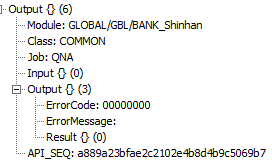 Output {} (6)
Module: GLOBAL/GBL/BANK_Shinhan
Class: COMMON
Job: QNA
Input {} (0)
Output {} (3)
ErrorCode: 00000000
ErrorMessage:
Result {} (0)
API_SEQ: a889a23bfae2c2102e4b8d4b9c5069b7